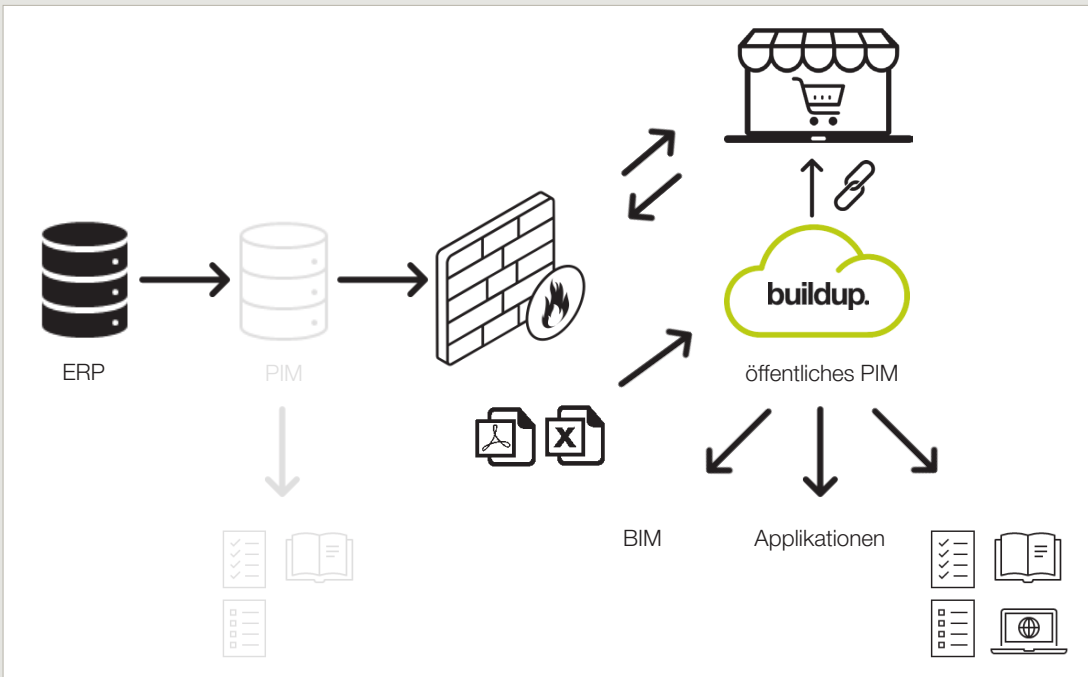 buildup.
ERP
PIM
öffentliches PIM
X
BIM
Applikationen